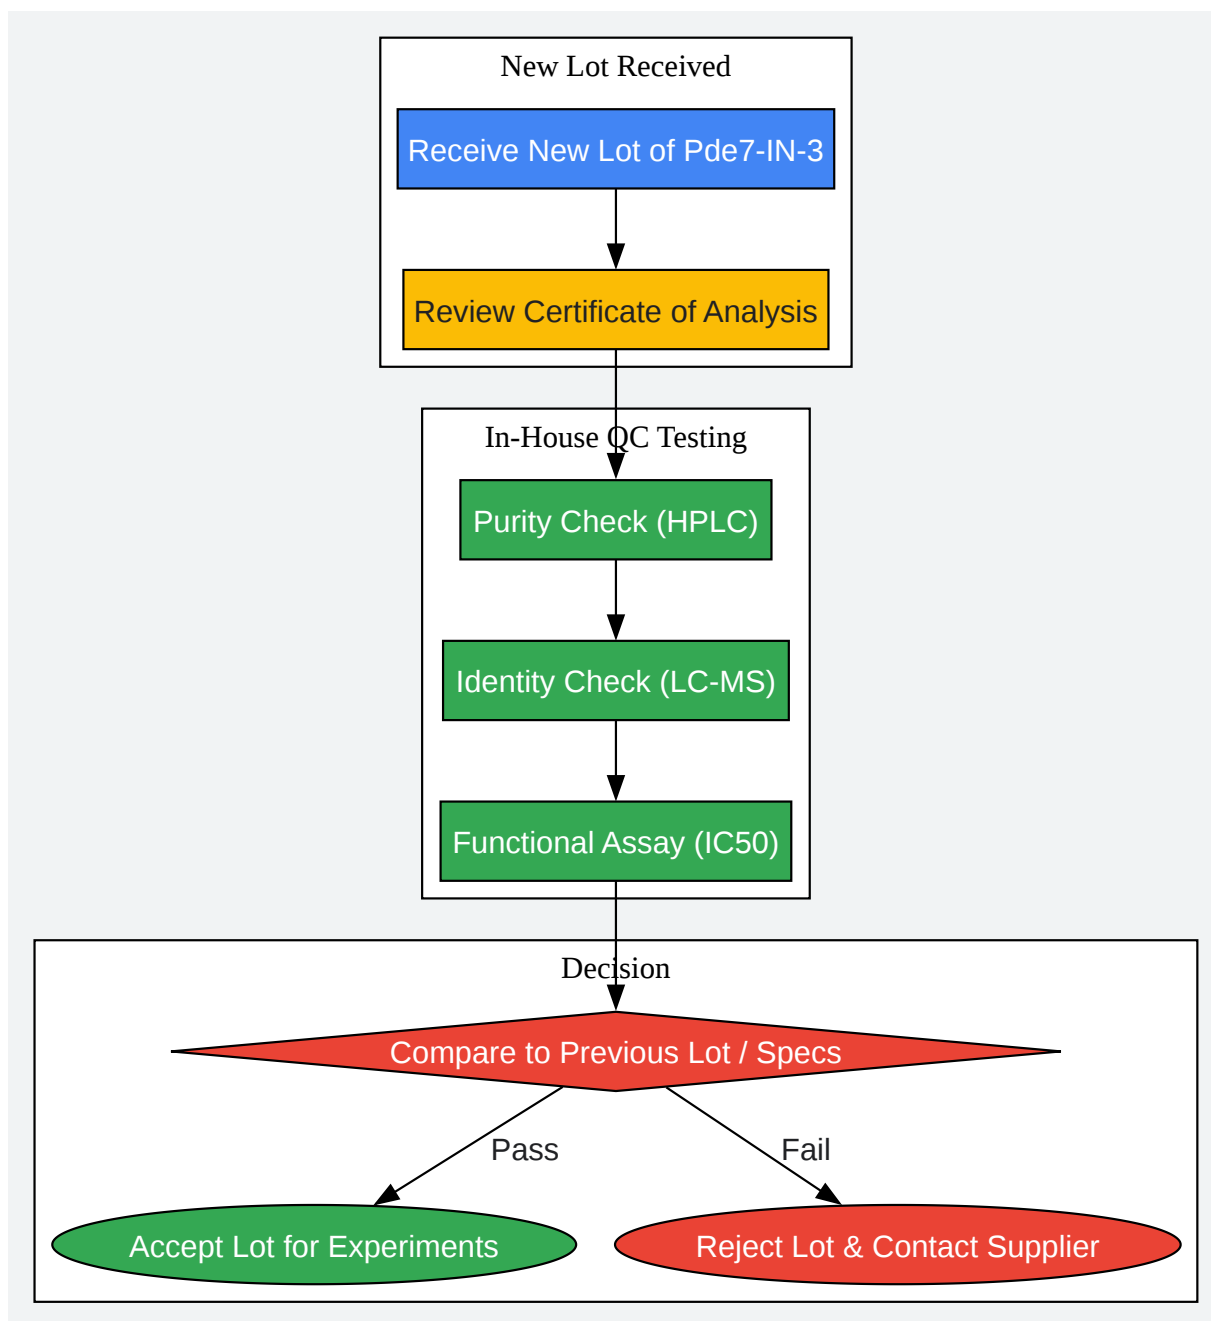 New Lot Received
Receive New Lot of Pde7-IN-3
Review Certificate of Analysis
In-House QC Testing
Purity Check (HPLC)
Identity Check (LC-MS)
Functional Assay (IC50)
Decision
Compare to Previous Lot / Specs
Pass
Fail
Accept Lot for Experiments
Reject Lot & Contact Supplier